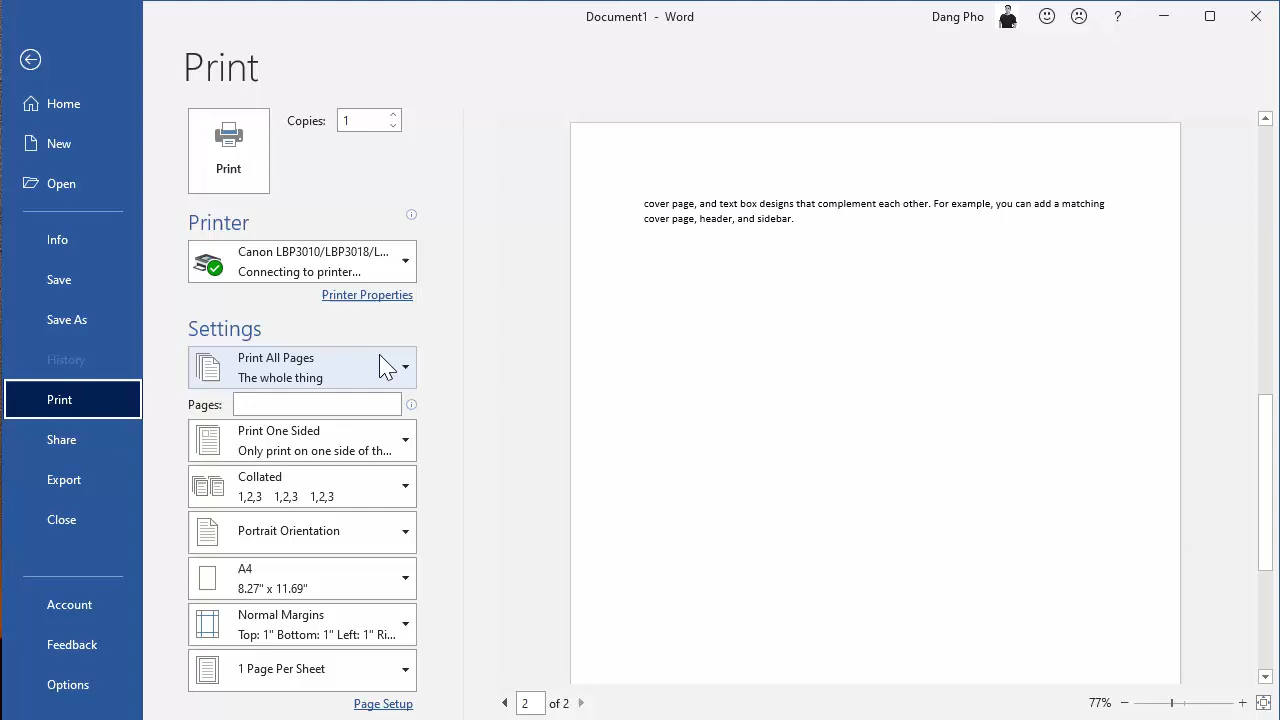 Document1 - Word
Dang Pho
?
Home
New
Open
Info
Save
Save As
History
Print
Share
Export
Close
Account
Feedback
Options
Print
Print
Copies:
1
Printer
Canon LBP3010/LBP3018/L...
Connecting to printer...
Printer Properties
Settings
Print All Pages
The whole thing
Pages:
Print One Sided
Only print on one side of th...
Collated
1,2,3 1,2,3 1,2,3
Portrait Orientation
A4
8.27" x 11.69"
Normal Margins
Top: 1" Bottom: 1" Left: 1" Ri...
1 Page Per Sheet
Page Setup
cover page, and text box designs that complement each other. For example, you can add a matching
cover page, header, and sidebar.
2 of 2
77%